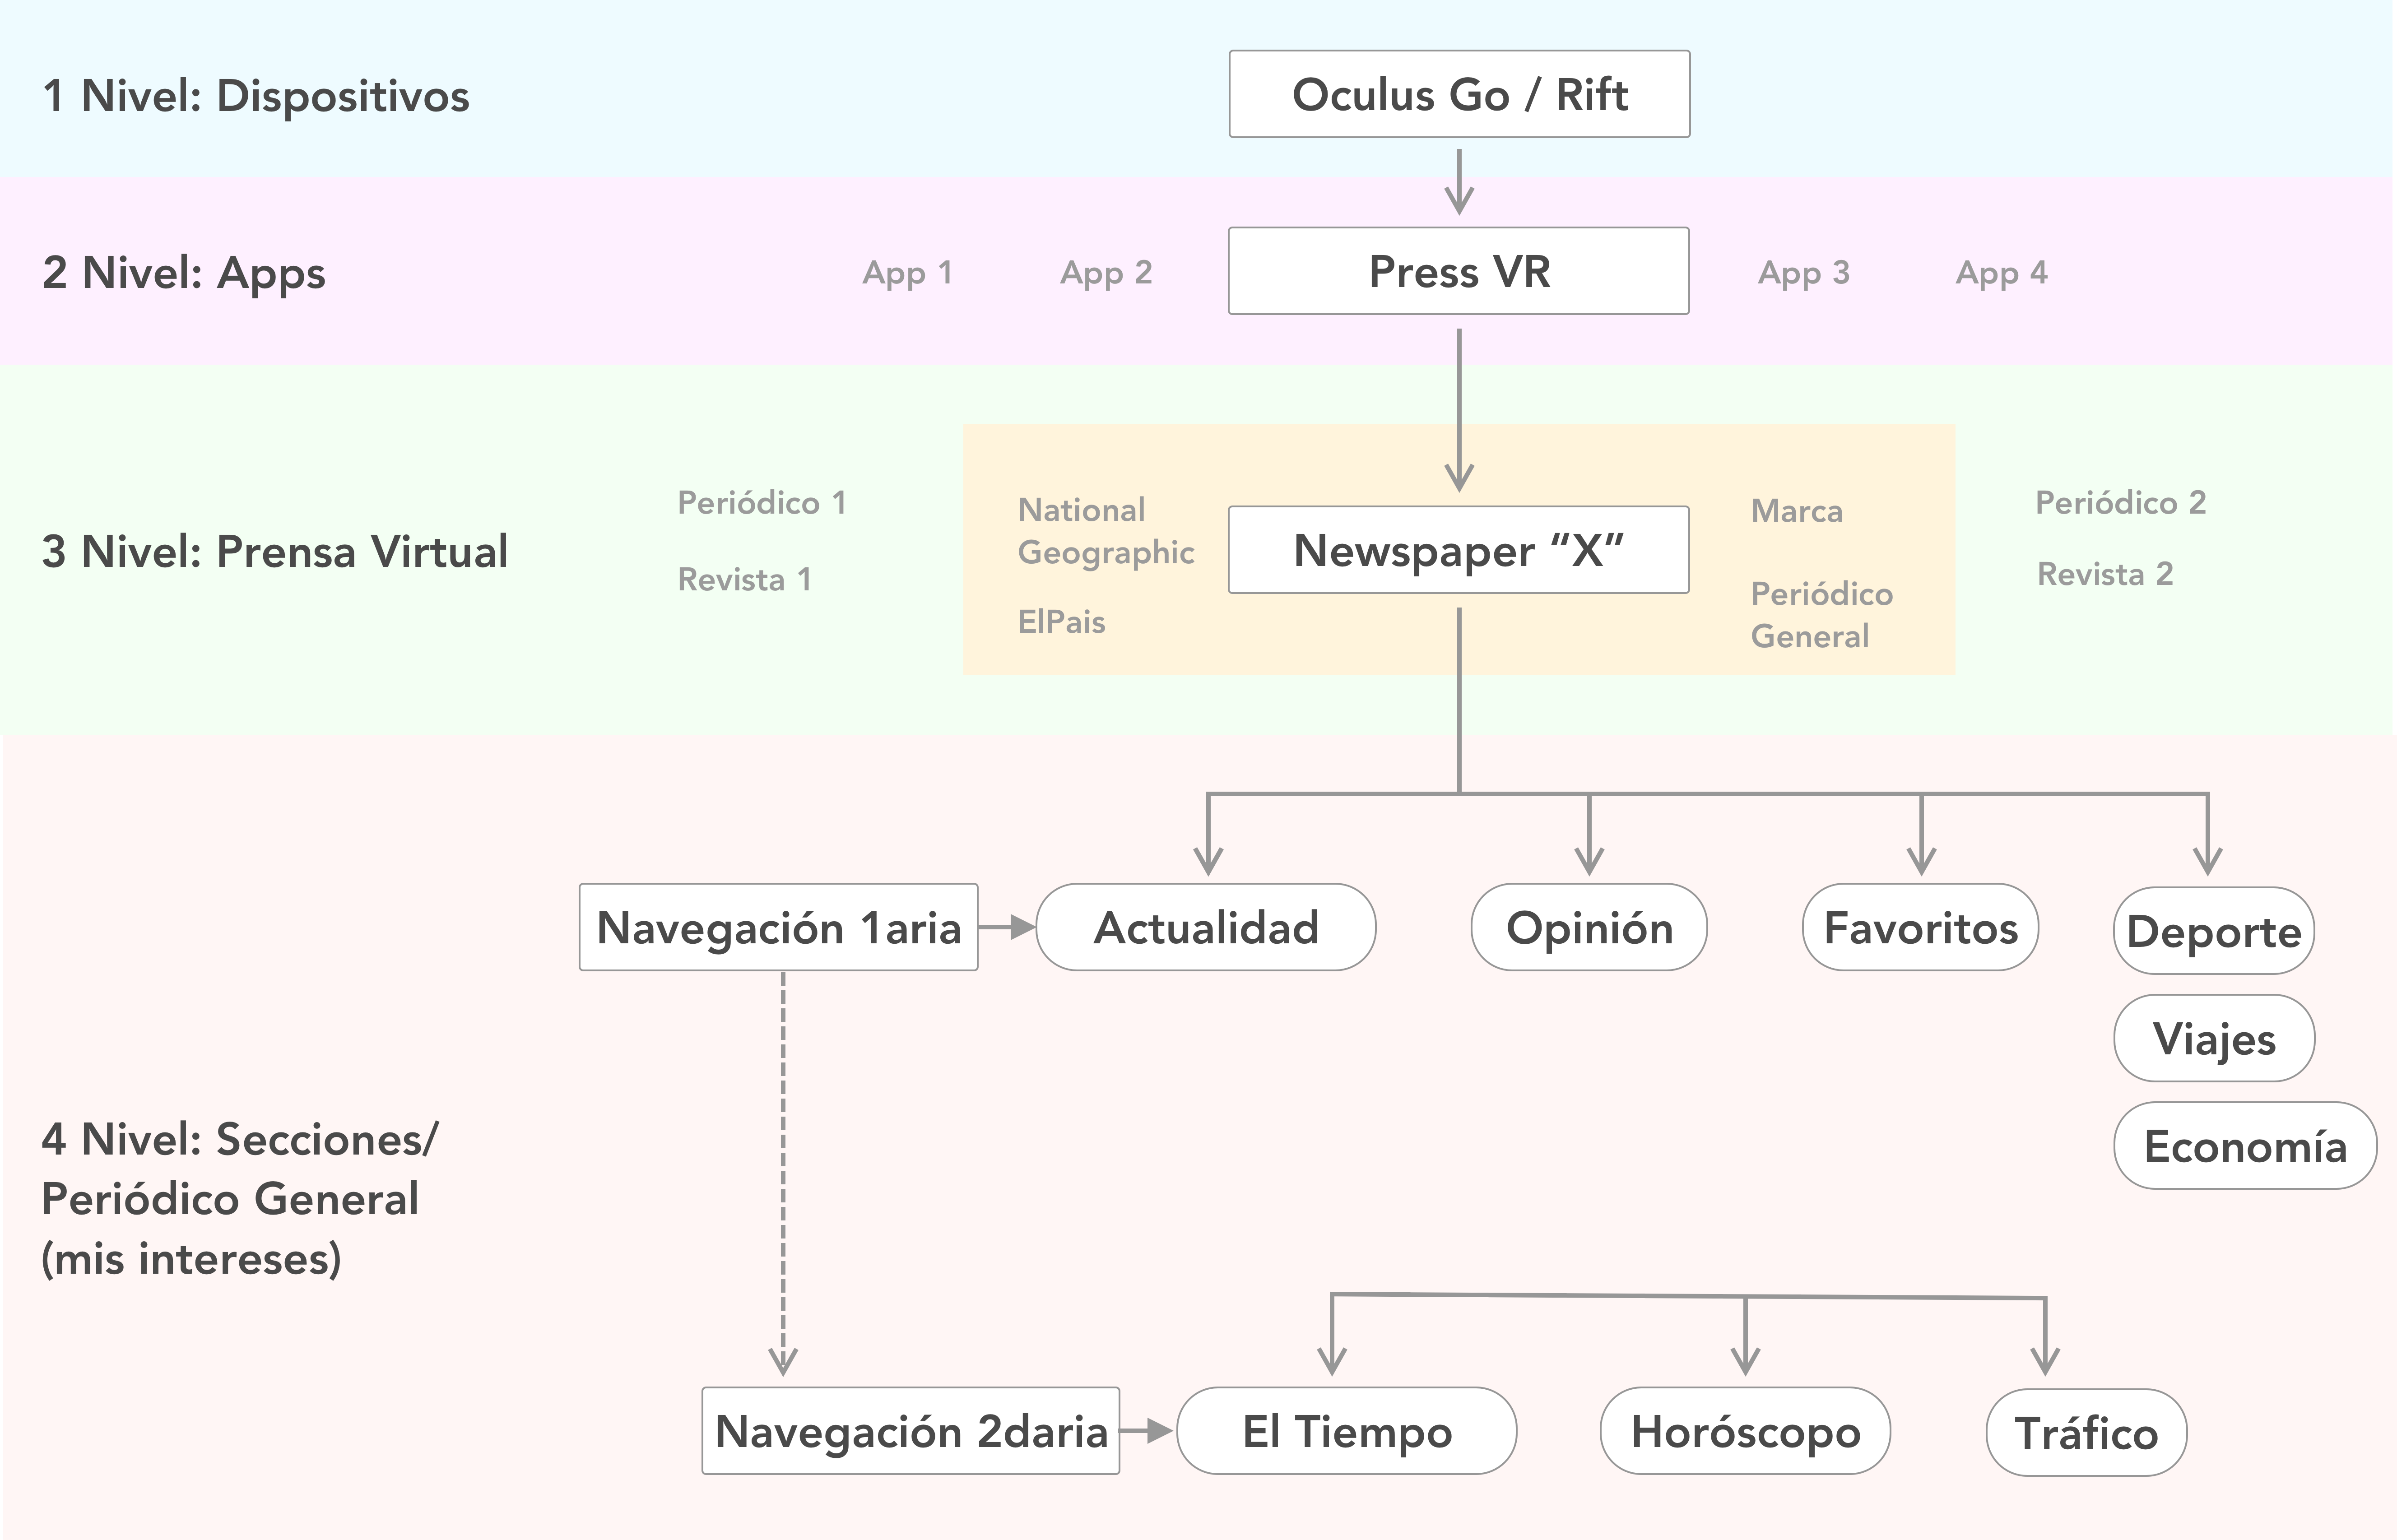 1 Nivel: Dispositivos
Oculus Go / Rift
2 Nivel: Apps
App 1
App 2
Press VR
App 3
App 4
3 Nivel: Prensa Virtual
Periódico 1
Revista 1
National
Geographic
ElPais
Newspaper “X”
Marca
Periódico
General
Periódico 2
Revista 2
4 Nivel: Secciones/
Periódico General
(mis intereses)
Navegación 1aria
Actualidad
Opinión
Favoritos
Deporte
Viajes
Economía
Navegación 2daria
El Tiempo
Horóscopo
Tráfico